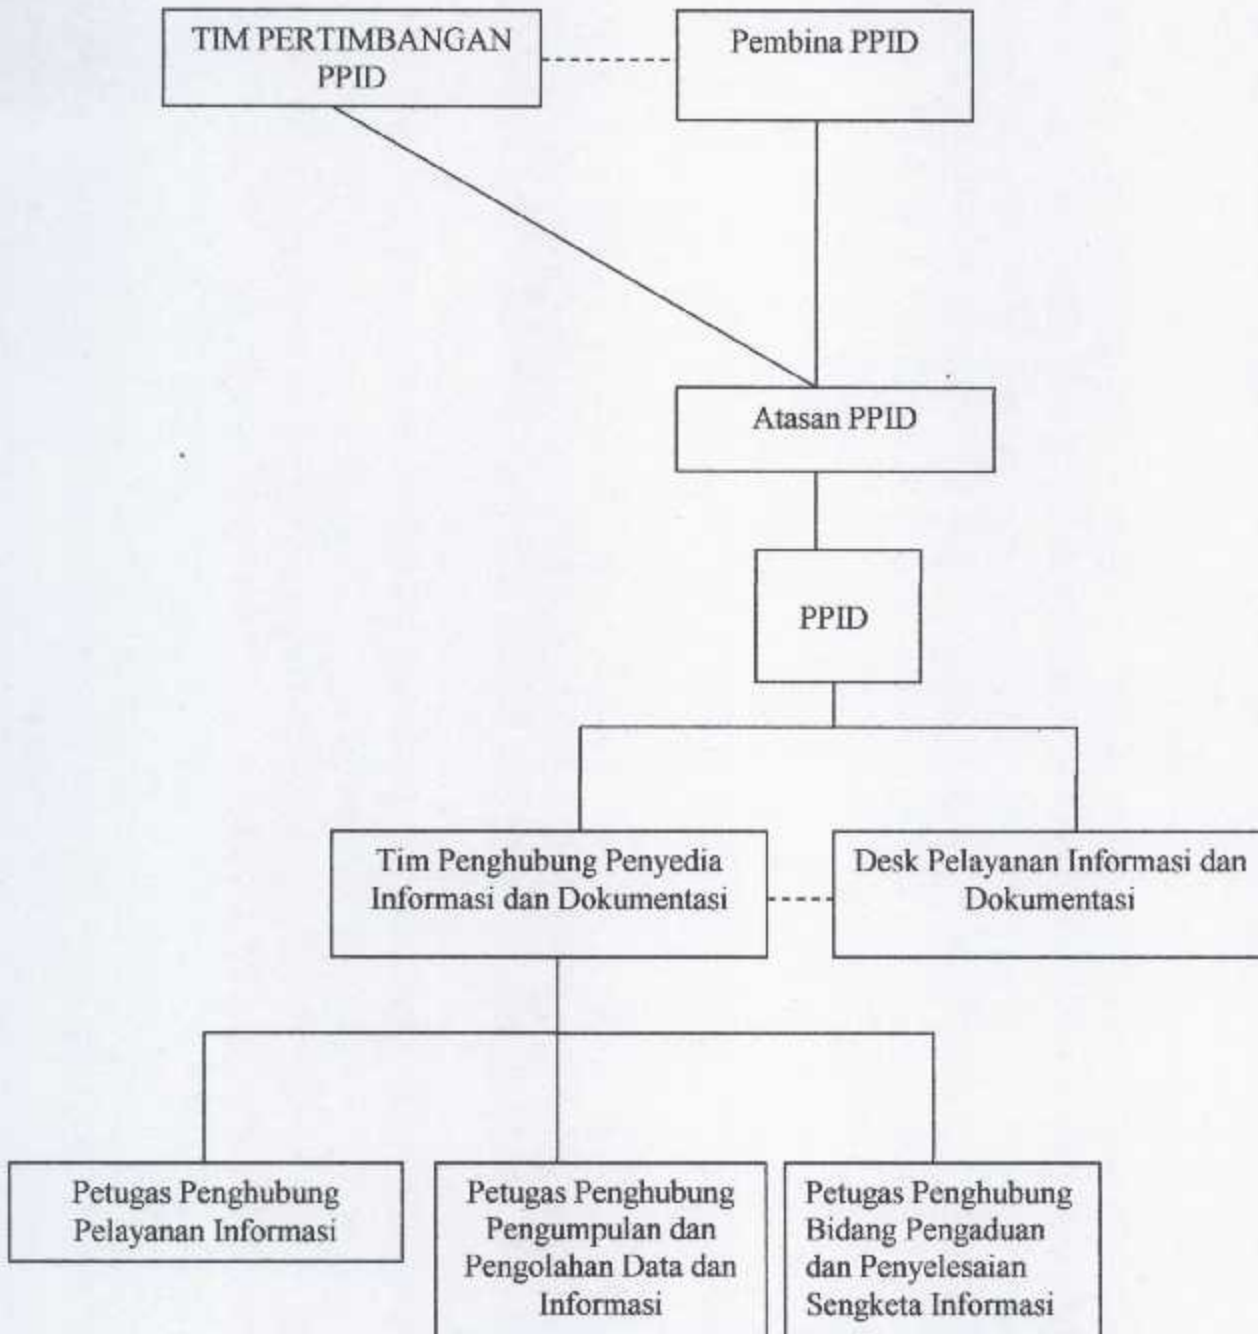 TIM PERTIMBANGAN
PPID
Pembina PPID
Atasan PPID
PPID
Tim Penghubung Penyedia
Informasi dan Dokumentasi
Desk Pelayanan Informasi dan
Dokumentasi
Petugas Penghubung
Pelayanan Informasi
Petugas Penghubung
Pengumpulan dan
Pengolahan Data dan
Informasi
Petugas Penghubung
Bidang Pengaduan
dan Penyelesaian
Sengketa Informasi